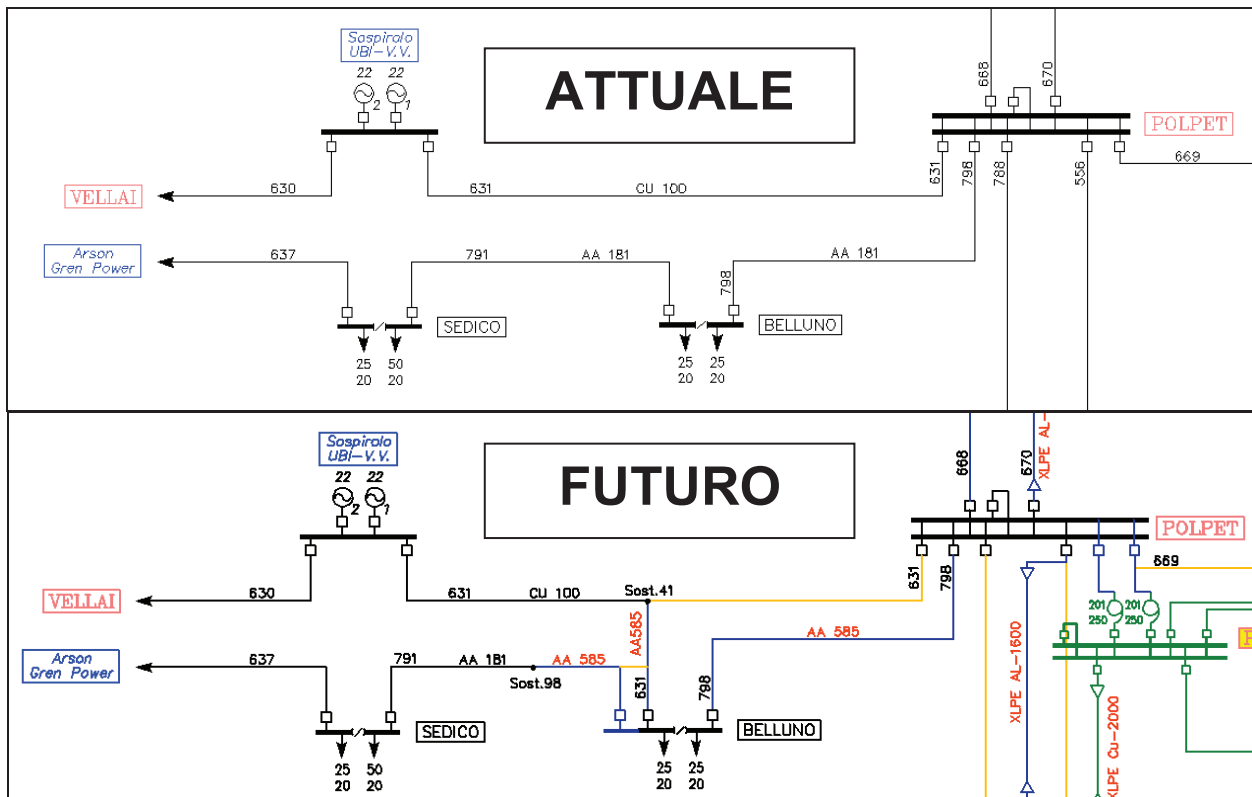 Sospirolo
UBI-V.V.
22 22
2 1
ATTUALE
668
670
POLPET
669
631
798
788
556
VELLAI
630
631
CU 100
Arson
Gren Power
637
791
AA 181
798
AA 181
SEDICO
BELLUNO
25 50
20 20
25 25
20 20
Sospirolo
UBI-V.V.
22 22
2 1
FUTURO
668
670
XLPE AL-
POLPET
669
631
798
VELLAI
630
631
CU 100
Sost.41
201 201
250 250
AA585
AA 585
Arson
Gren Power
637
791
AA 181
AA 585
Sost.98
631
798
XLPE AL-1600
XLPE Cu-2000
SEDICO
BELLUNO
25 50
20 20
25 25
20 20